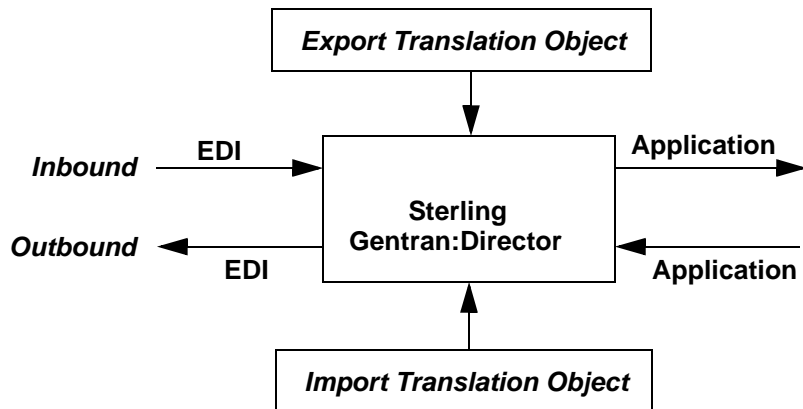 Export Translation Object
EDI
Application
Inbound
Sterling
Gentran:Director
Outbound
EDI
Application
Import Translation Object